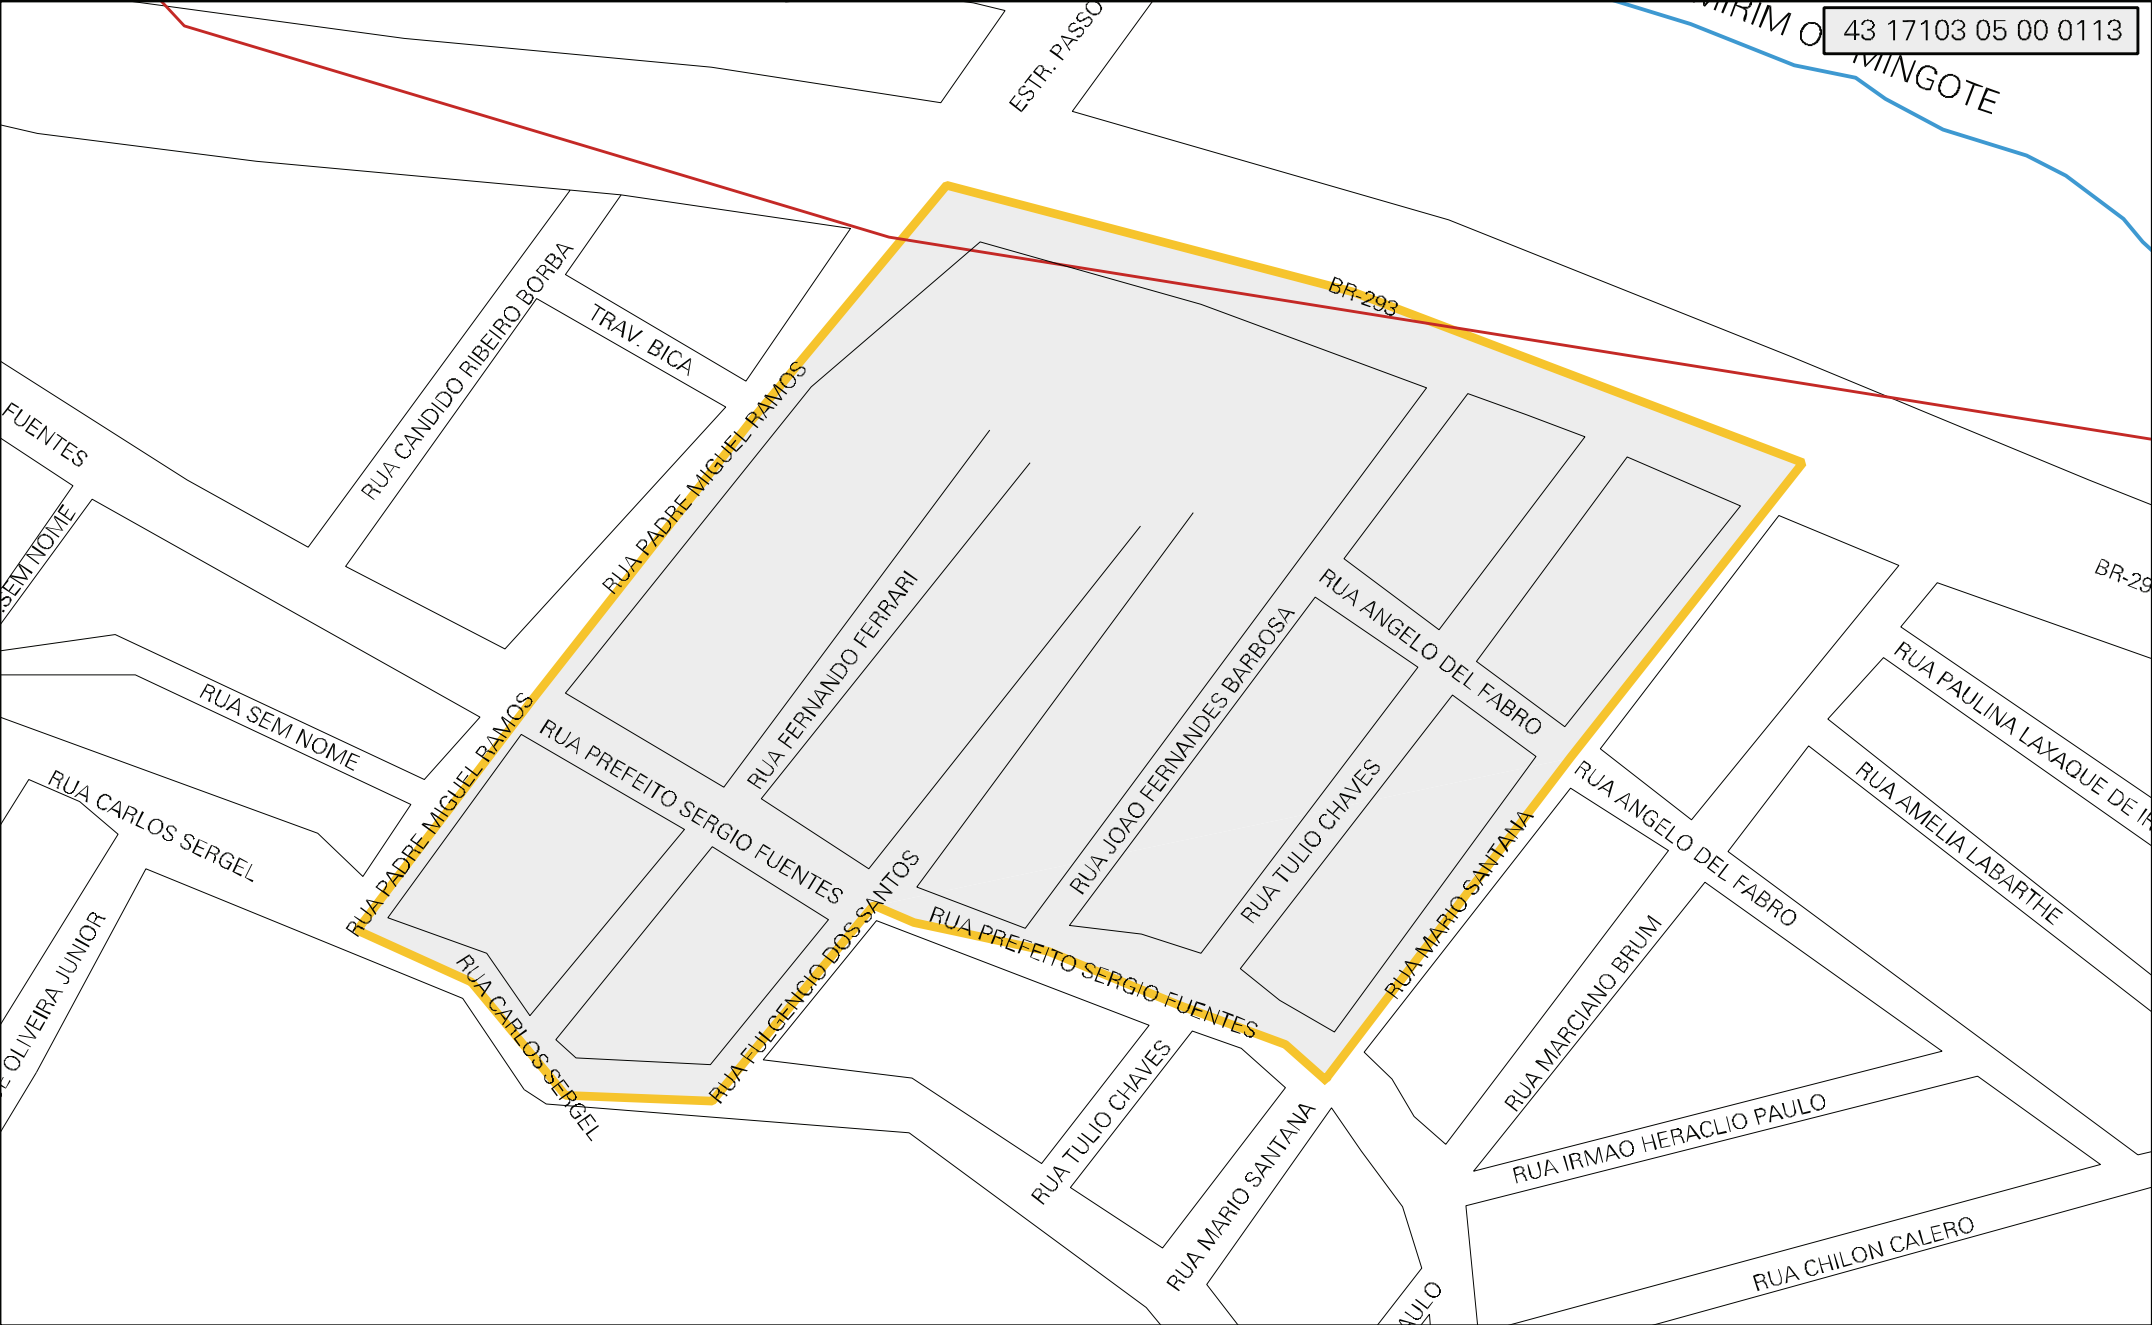 43 17103 05 00 0113
MINGOTE
ESTR. PASSO
BR-293
RUA CANDIDO RIBEIRO BORBA
TRAV. BICA
RUA PADRE MIGUEL RAMOS
FUENTES
SEM NOME
RUA FERNANDO FERRARI
RUA ANGELO DEL FABRO
RUA JOAO FERNANDES BARBOSA
BR-29
RUA PAULINA LAXAQUE DE
RUA SEM NOME
RUA PADRE MIGUEL RAMOS
RUA PREFEITO SERGIO FUENTES
RUA TULIO CHAVES
RUA MARIO SANTANA
RUA ANGELO DEL FABRO
RUA AMELIA LABARTHE
RUA CARLOS SERGEL
OLIVEIRA JUNIOR
RUA CARLOS SERGEL
RUA FULGENCIO DOS SANTOS
RUA PREFEITO SERGIO FUENTES
RUA MARCIANO BRUM
RUA TULIO CHAVES
RUA MARIO SANTANA
RUA IRMAO HERACLIO PAULO
RUA CHILON CALERO
AULO